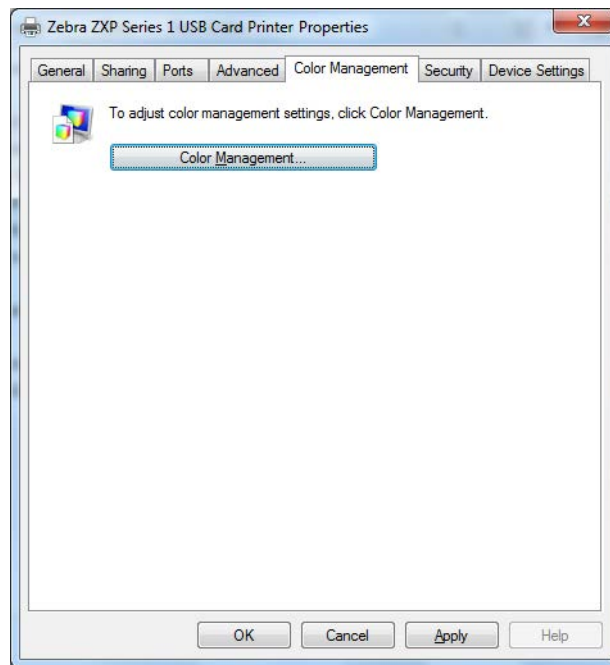 Zebra ZXP Series 1 USB Card Printer Properties
General Sharing Ports Advanced Color Management Security Device Settings
To adjust color management settings, click Color Management.
Color Management...
OK Cancel Apply Help